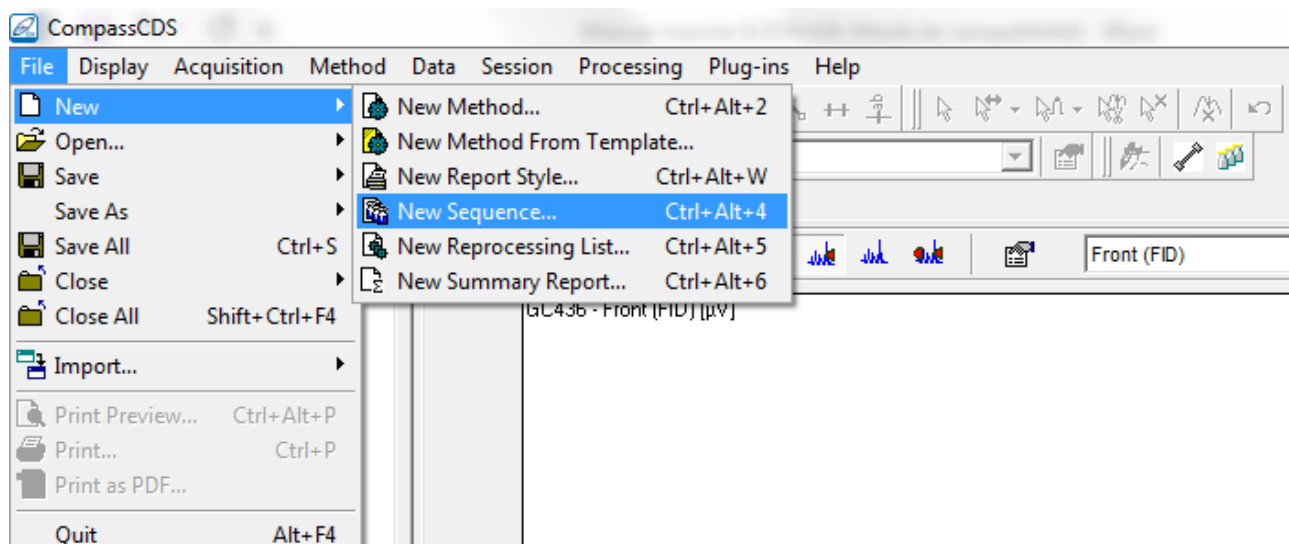 CompassCDS
File Display Acquisition Method Data Session Processing Plug-ins Help
New
New Method... Ctrl+Alt+2
Open...
New Method From Template...
Save
New Report Style... Ctrl+Alt+W
Save As
New Sequence... Ctrl+Alt+4
Save All Ctrl+S
New Reprocessing List... Ctrl+Alt+5
Front (FID)
Close
New Summary Report... Ctrl+Alt+6
Close All Shift+Ctrl+F4
GC436 - Front (FID) [µV]
Import...
Print Preview... Ctrl+Alt+P
Print... Ctrl+P
Print as PDF...
Quit Alt+F4